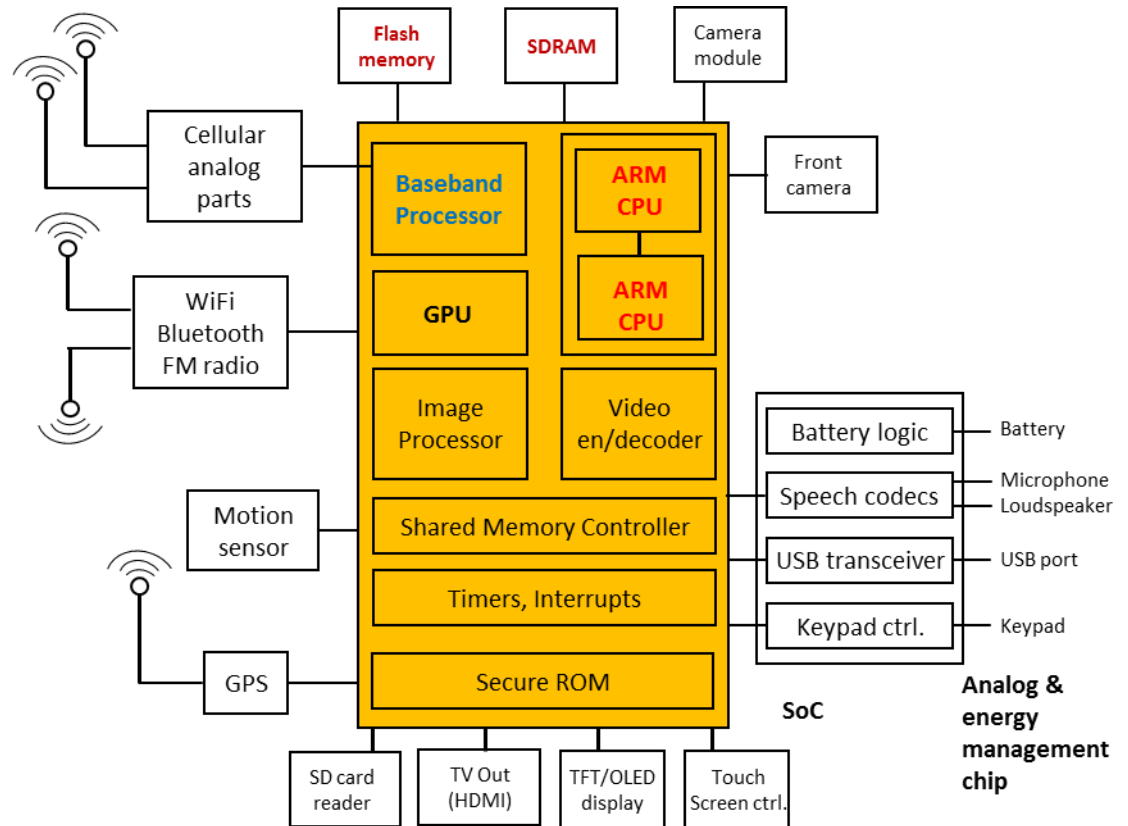 Flash
memory
SDRAM
Camera
module
Cellular
analog
parts
Baseband
Processor
ARM
CPU
Front
camera
WiFi
Bluetooth
FM radio
GPU
ARM
CPU
Image
Processor
Video
en/decoder
Battery logic
Battery
Speech codecs
Microphone
Loudspeaker
Motion
sensor
Shared Memory Controller
USB transceiver
USB port
Timers, Interrupts
Keypad ctrl.
Keypad
GPS
Secure ROM
SoC
Analog &
energy
management
chip
SD card
reader
TV Out
(HDMI)
TFT/OLED
display
Touch
Screen ctrl.